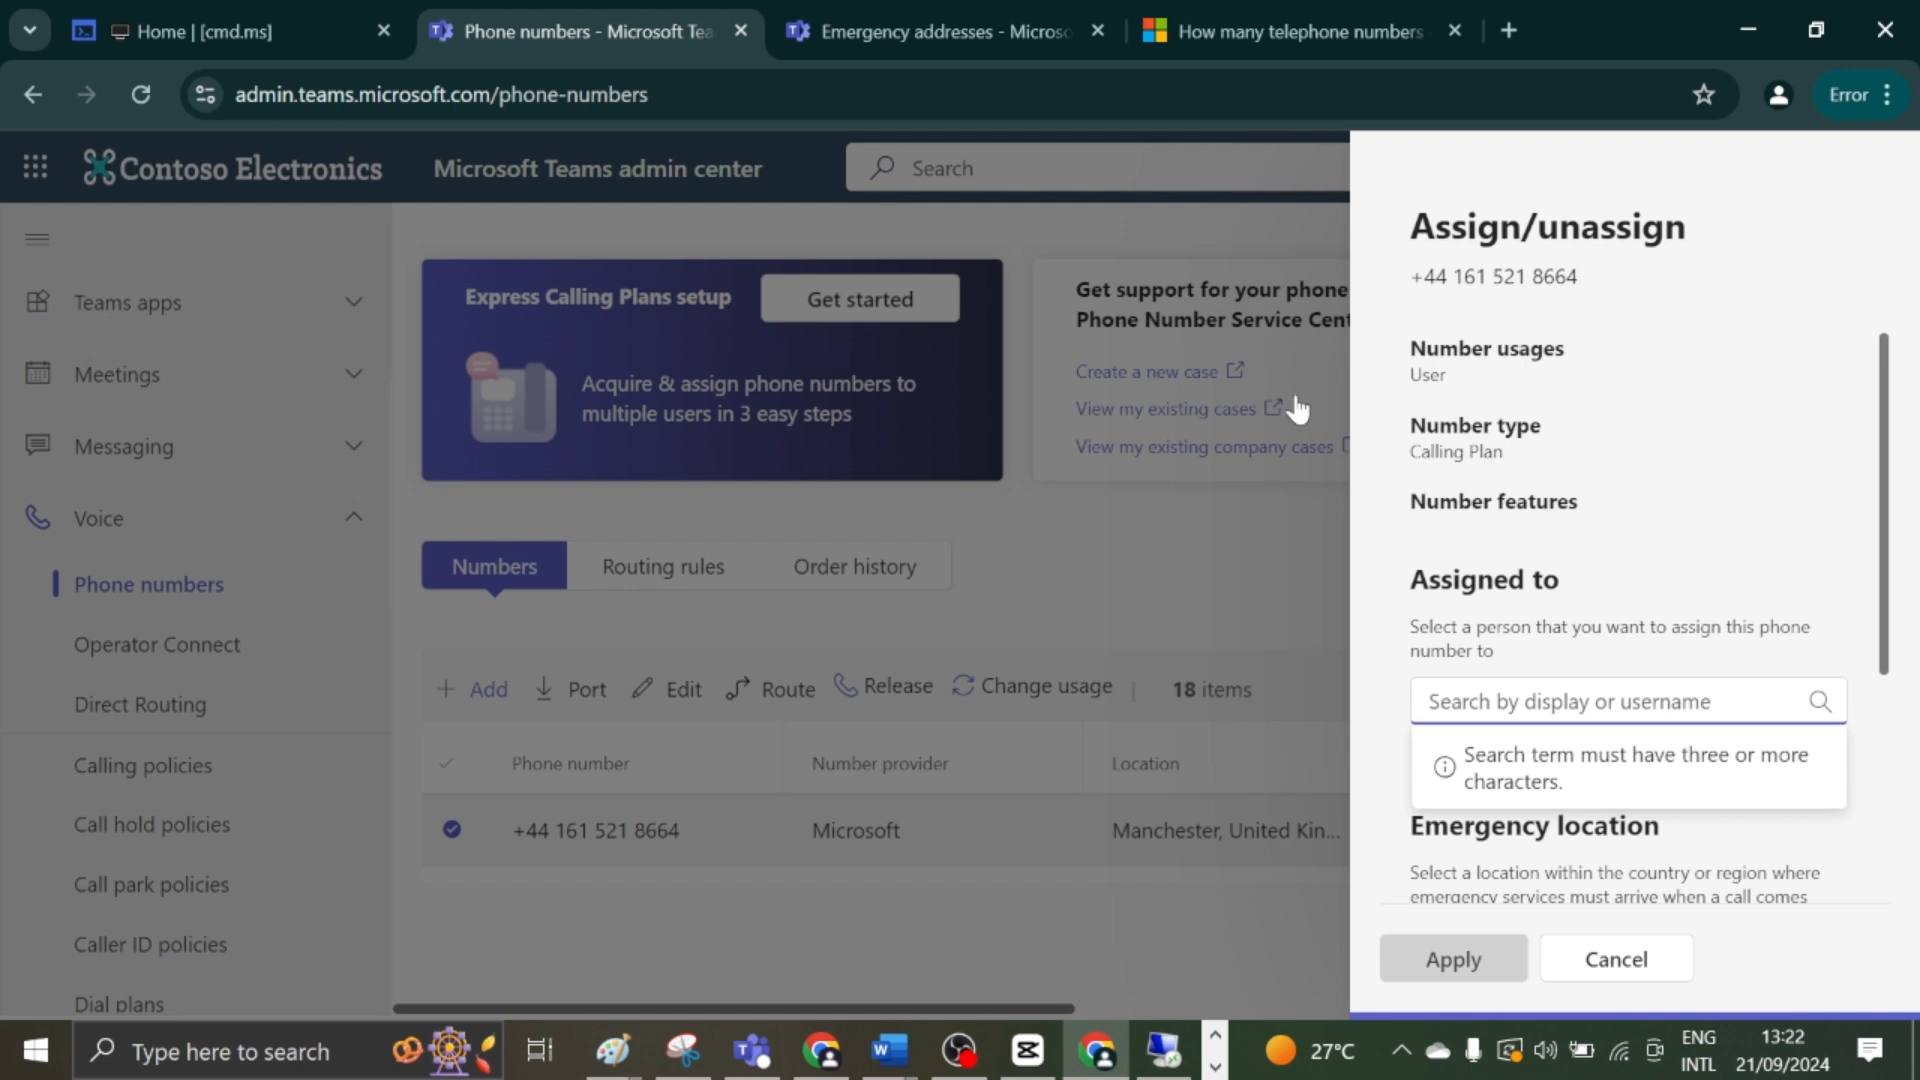 Home | [cmd.ms]
Phone numbers - Microsoft Tea
Emergency addresses - Microso
How many telephone numbers
admin.teams.microsoft.com/phone-numbers
Error
Contoso Electronics
Microsoft Teams admin center
Search
Teams apps
Meetings
Messaging
Voice
Phone numbers
Operator Connect
Direct Routing
Calling policies
Call hold policies
Call park policies
Caller ID policies
Dial plans
Express Calling Plans setup
Get started
Acquire & assign phone numbers to
multiple users in 3 easy steps
Get support for your phone
Phone Number Service Cent
Create a new case
View my existing cases
View my existing company cases
Numbers
Routing rules
Order history
Add
Port
Edit
Route
Release
Change usage
18 items
Phone number
Number provider
Location
+44 161 521 8664
Microsoft
Manchester, United Kin...
Assign/unassign
+44 161 521 8664
Number usages
User
Number type
Calling Plan
Number features
Assigned to
Select a person that you want to assign this phone
number to
Search by display or username
Search term must have three or more
characters.
Emergency location
Select a location within the country or region where
emergency services must arrive when a call comes
Apply
Cancel
Type here to search
27°C
ENG
INTL
13:22
21/09/2024